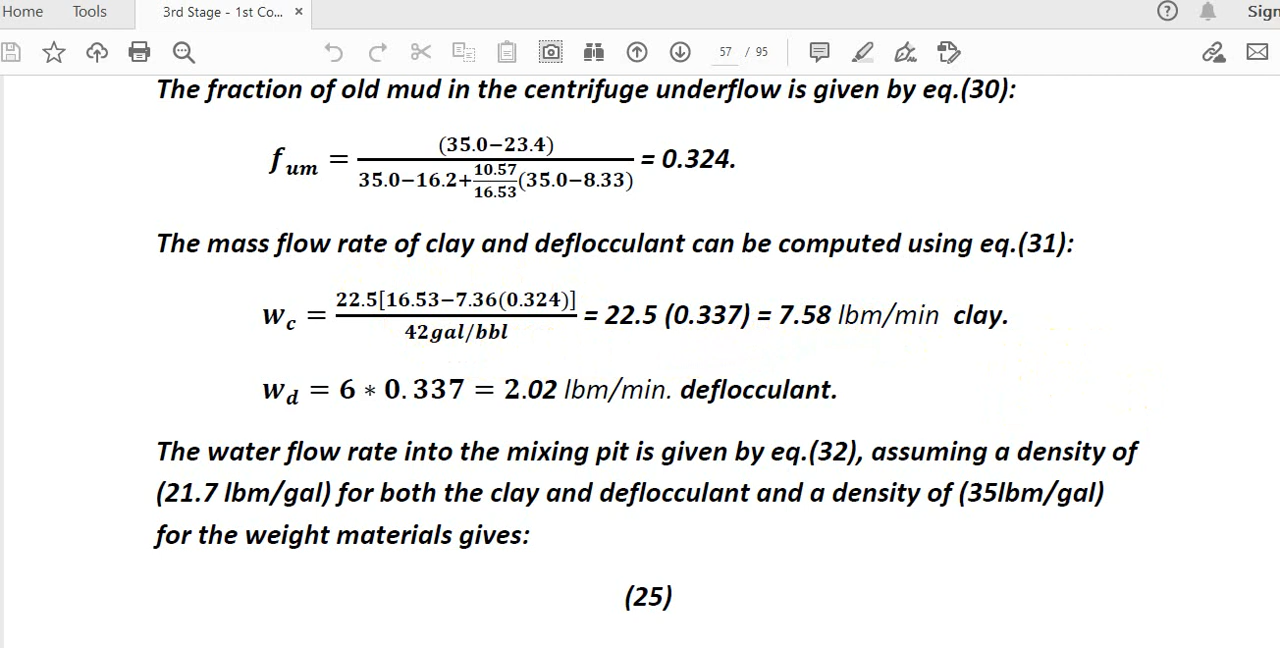 Home Tools 3rd Stage - 1st Co... × ? Sign
57 / 95
The fraction of old mud in the centrifuge underflow is given by eq.(30):
f_um = (35.0−23.4) / (35.0−16.2+ 10.57/16.53 (35.0−8.33)) = 0.324.
The mass flow rate of clay and deflocculant can be computed using eq.(31):
w_c = 22.5[16.53−7.36(0.324)] / 42gal/bbl = 22.5 (0.337) = 7.58 lbm/min clay.
w_d = 6 ∗ 0.337 = 2.02 lbm/min. deflocculant.
The water flow rate into the mixing pit is given by eq.(32), assuming a density of
(21.7 lbm/gal) for both the clay and deflocculant and a density of (35lbm/gal)
for the weight materials gives:
(25)